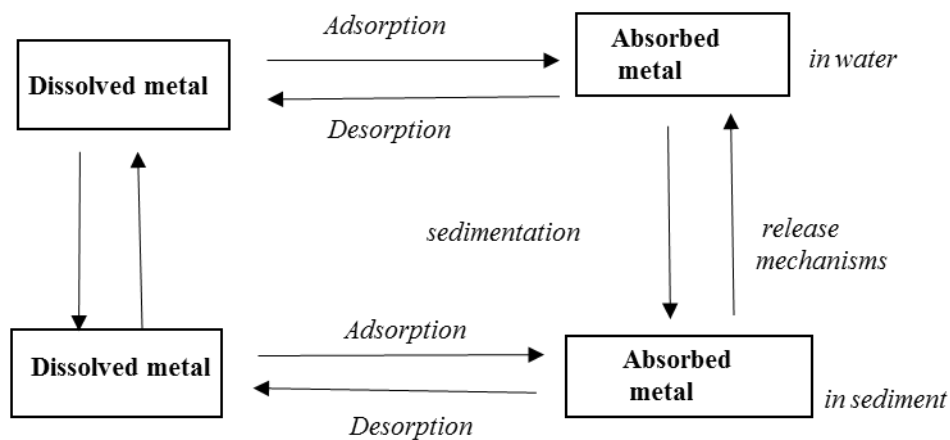 Adsorption
Dissolved metal
Absorbed
metal
in water
Desorption
sedimentation
release
mechanisms
Adsorption
Dissolved metal
Absorbed
metal
in sediment
Desorption